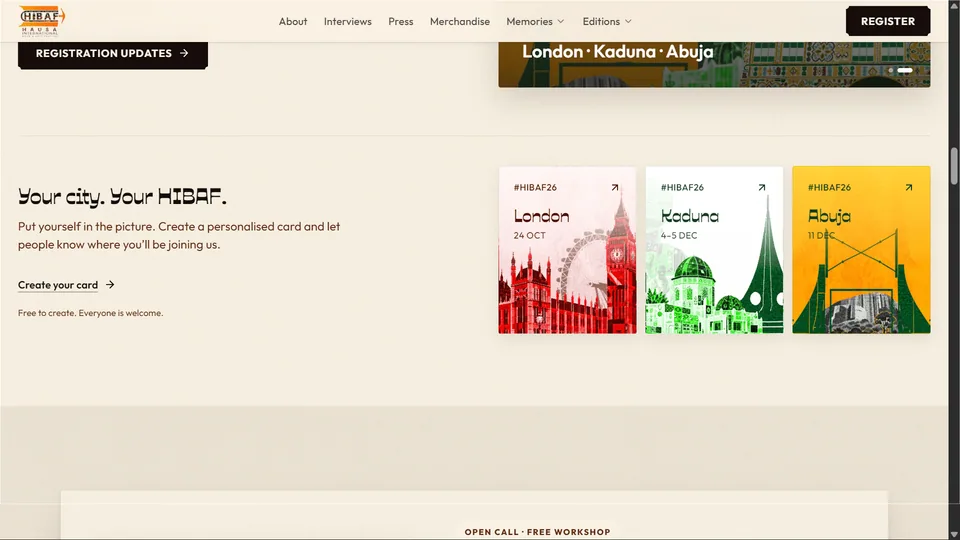 HIBAF
HAUSA
INTERNATIONAL
About
Interviews
Press
Merchandise
Memories
Editions
REGISTER
REGISTRATION UPDATES
London · Kaduna · Abuja
Your city. Your HIBAF.
Put yourself in the picture. Create a personalised card and let
people know where you'll be joining us.
Create your card
Free to create. Everyone is welcome.
#HIBAF26
London
24 OCT
#HIBAF26
Kaduna
4–5 DEC
#HIBAF26
Abuja
11 DEC
OPEN CALL · FREE WORKSHOP